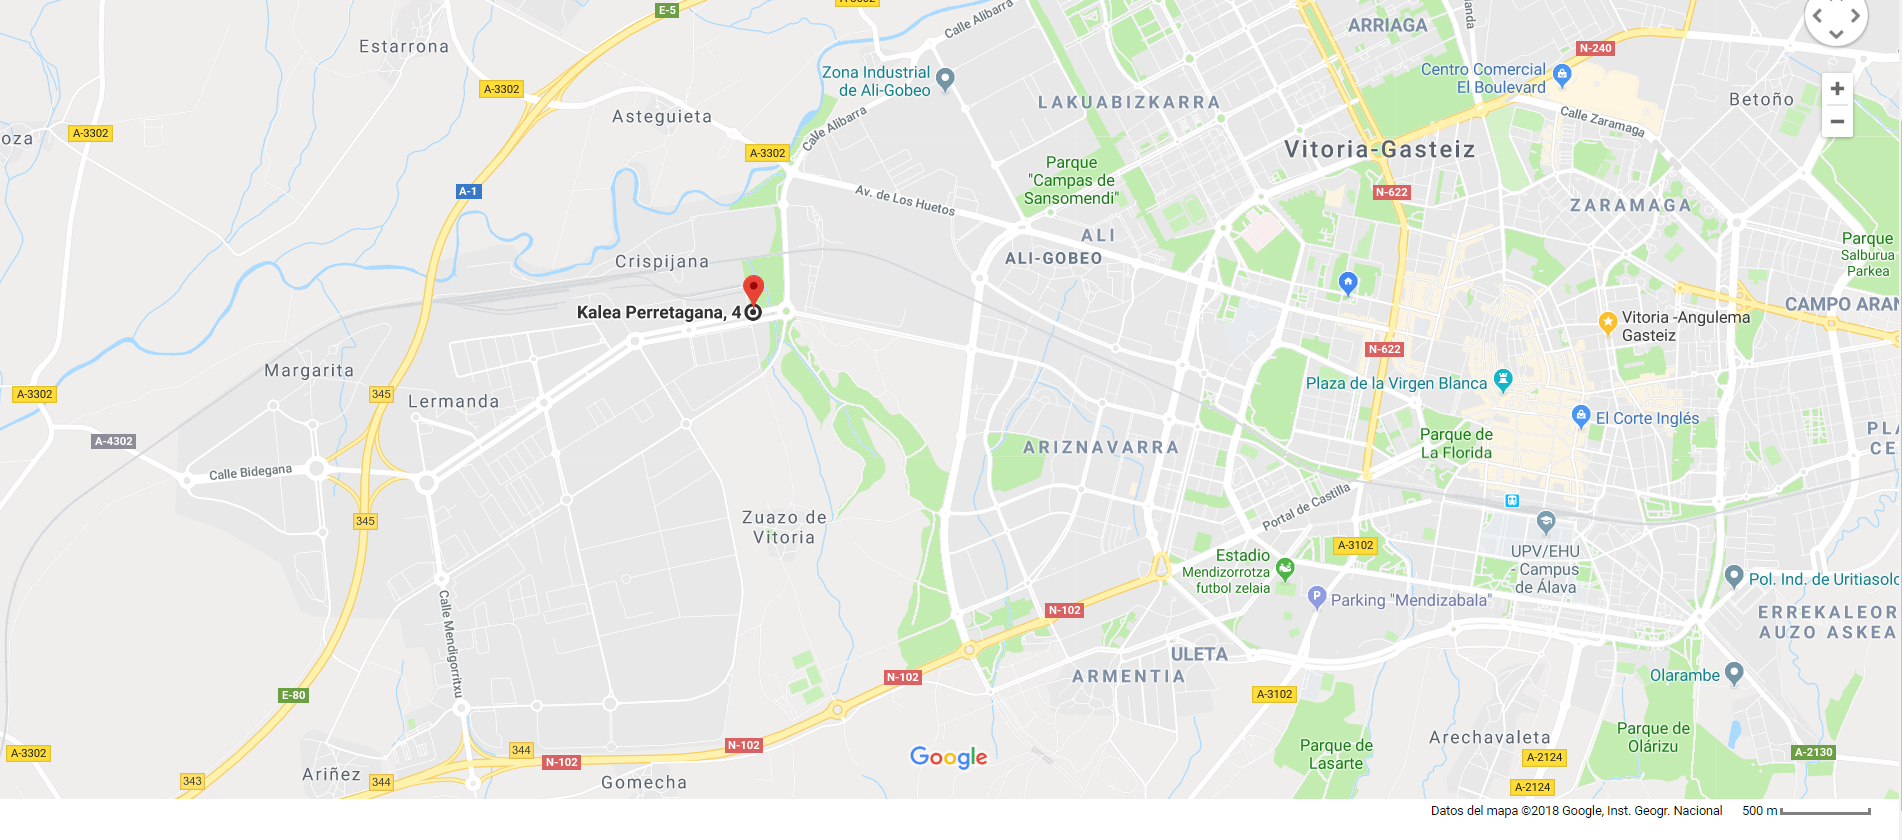 E-5
A-3302
Calle Alibarra
ARRIAGA
N-240
Estarrona
Zona Industrial
de Ali-Gobeo
Centro Comercial
El Boulevard
A-3302
LAKUABIZKARRA
Betoño
Asteguieta
Calle Alibarra
Calle Zaramaga
oza
A-3302
A-3302
Vitoria-Gasteiz
Parque
"Campas de
Sansomendi"
A-1
Av. de Los Huetos
N-622
ZARAMAGA
ALI
Parque
Salburua
Parkea
Crispijana
ALI-GOBEO
CAMPO ARAN
Kalea Perretagana, 4
Vitoria -Angulema
Gasteiz
N-622
Margarita
345
Lermanda
Plaza de la Virgen Blanca
A-3302
El Corte Inglés
A-4302
Parque de
La Florida
PLA
CE
ARIZNAVARRA
Calle Bidegana
345
Zuazo de
Vitoria
Portal de Castilla
A-3102
UPV/EHU
- Campus
de Álava
Estadio
Mendizorrotza
futbol zelaia
Pol. Ind. de Uritiasolo
Parking "Mendizabala"
N-102
ERREKALEOR
AUZO ASKEA
Calle Mendigorritxu
ULETA
N-102
ARMENTIA
Olarambe
E-80
A-3102
Parque de
Olárizu
Arechavaleta
A-3302
344
N-102
N-102
Google
Parque de
Lasarte
A-2124
A-2130
343
Ariñez
344
Gomecha
A-2124
Datos del mapa ©2018 Google, Inst. Geogr. Nacional
500 m